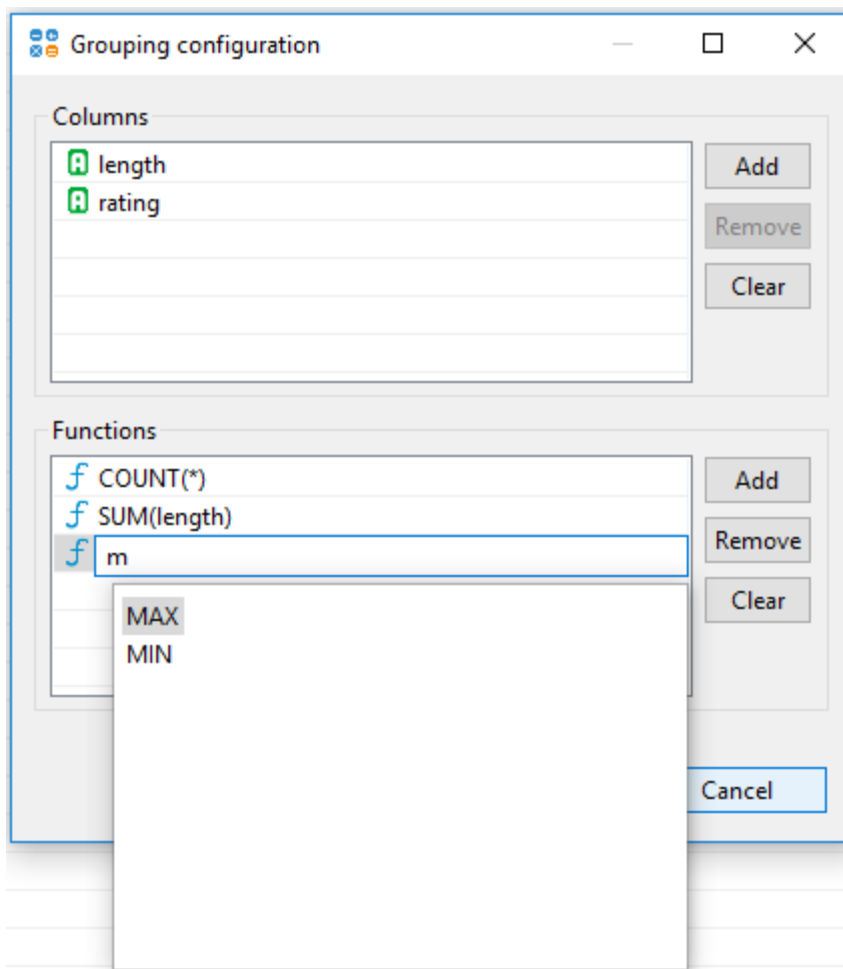 Grouping configuration
Columns
length
Add
rating
Remove
Clear
Functions
COUNT(*)
Add
SUM(length)
m
Remove
MAX
Clear
MIN
Cancel